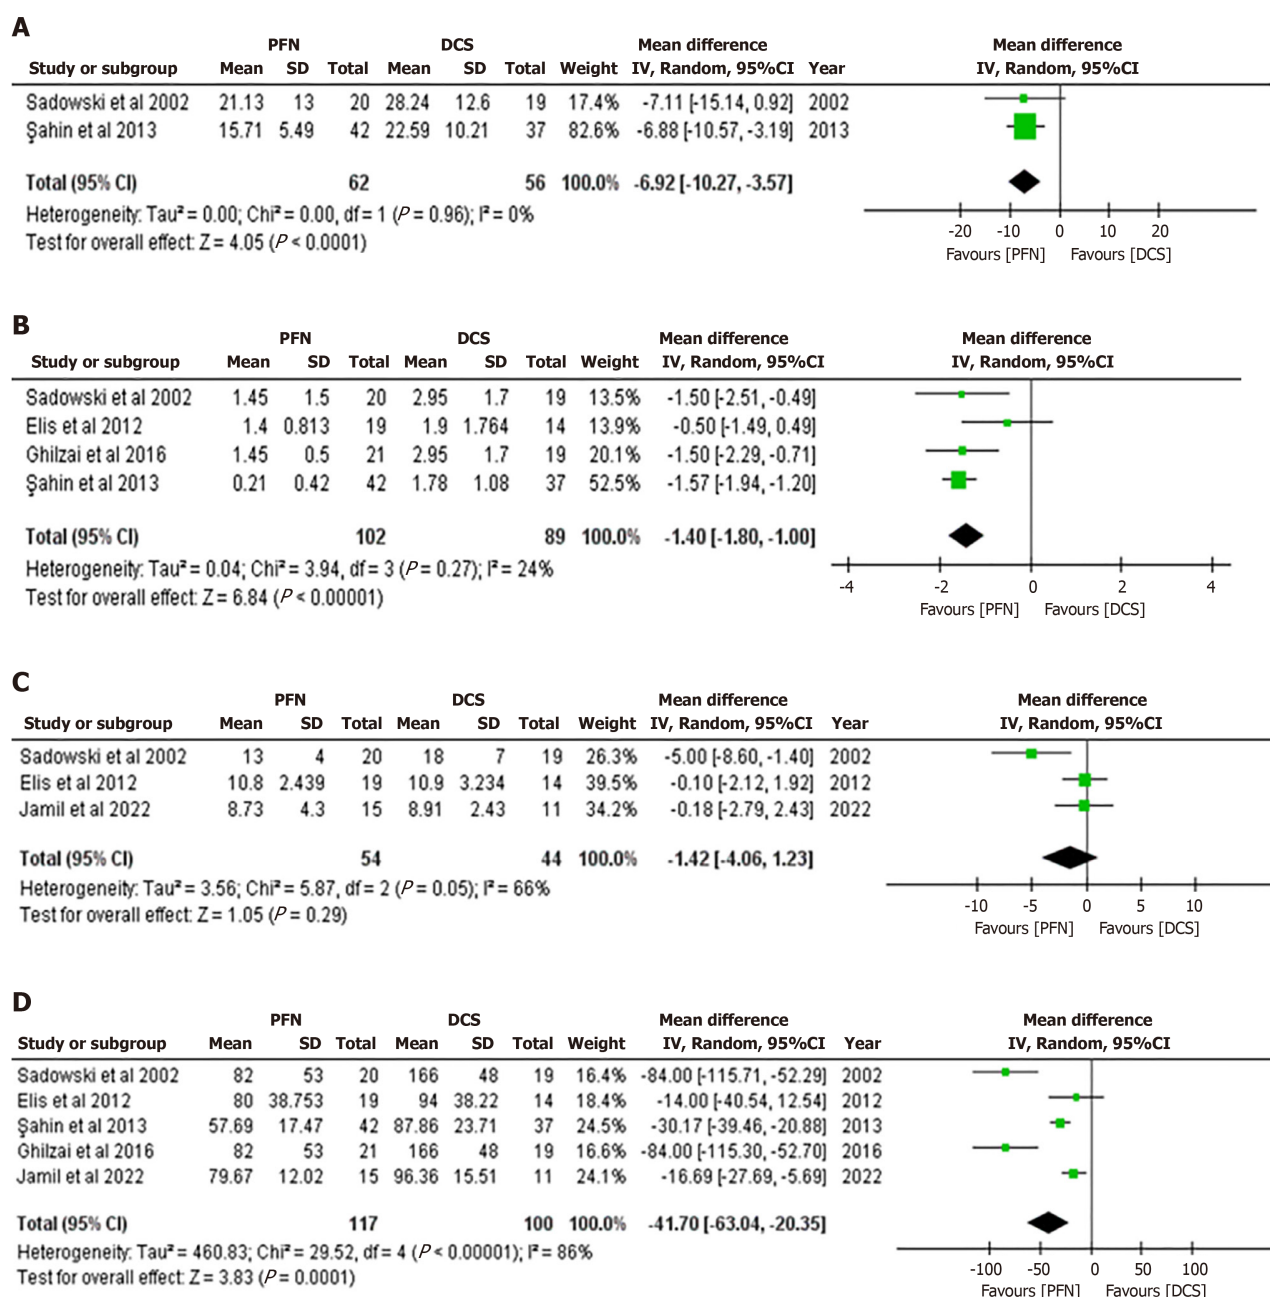 A
PFN DCS Mean difference Mean difference
Study or subgroup Mean SD Total Mean SD Total Weight IV, Random, 95%CI Year IV, Random, 95%CI
Sadowski et al 2002 21.13 13 20 28.24 12.6 19 17.4% -7.11 [-15.14, 0.92] 2002
Şahin et al 2013 15.71 5.49 42 22.59 10.21 37 82.6% -6.88 [-10.57, -3.19] 2013
Total (95% CI) 62 56 100.0% -6.92 [-10.27, -3.57]
Heterogeneity: Tau² = 0.00; Chi² = 0.00, df = 1 (P = 0.96); I² = 0%
Test for overall effect: Z = 4.05 (P < 0.0001)
-20 -10 0 10 20
Favours [PFN] Favours [DCS]
B
PFN DCS Mean difference Mean difference
Study or subgroup Mean SD Total Mean SD Total Weight IV, Random, 95%CI IV, Random, 95%CI
Sadowski et al 2002 1.45 1.5 20 2.95 1.7 19 13.5% -1.50 [-2.51, -0.49]
Elis et al 2012 1.4 0.813 19 1.9 1.764 14 13.9% -0.50 [-1.49, 0.49]
Ghilzai et al 2016 1.45 0.5 21 2.95 1.7 19 20.1% -1.50 [-2.29, -0.71]
Şahin et al 2013 0.21 0.42 42 1.78 1.08 37 52.5% -1.57 [-1.94, -1.20]
Total (95% CI) 102 89 100.0% -1.40 [-1.80, -1.00]
Heterogeneity: Tau² = 0.04; Chi² = 3.94, df = 3 (P = 0.27); I² = 24%
Test for overall effect: Z = 6.84 (P < 0.00001)
-4 -2 0 2 4
Favours [PFN] Favours [DCS]
C
PFN DCS Mean difference Mean difference
Study or subgroup Mean SD Total Mean SD Total Weight IV, Random, 95%CI Year IV, Random, 95%CI
Sadowski et al 2002 13 4 20 18 7 19 26.3% -5.00 [-8.60, -1.40] 2002
Elis et al 2012 10.8 2.439 19 10.9 3.234 14 39.5% -0.10 [-2.12, 1.92] 2012
Jamil et al 2022 8.73 4.3 15 8.91 2.43 11 34.2% -0.18 [-2.79, 2.43] 2022
Total (95% CI) 54 44 100.0% -1.42 [-4.06, 1.23]
Heterogeneity: Tau² = 3.56; Chi² = 5.87, df = 2 (P = 0.05); I² = 66%
Test for overall effect: Z = 1.05 (P = 0.29)
-10 -5 0 5 10
Favours [PFN] Favours [DCS]
D
PFN DCS Mean difference Mean difference
Study or subgroup Mean SD Total Mean SD Total Weight IV, Random, 95%CI Year IV, Random, 95%CI
Sadowski et al 2002 82 53 20 166 48 19 16.4% -84.00 [-115.71, -52.29] 2002
Elis et al 2012 80 38.753 19 94 38.22 14 18.4% -14.00 [-40.54, 12.54] 2012
Şahin et al 2013 57.69 17.47 42 87.86 23.71 37 24.5% -30.17 [-39.46, -20.88] 2013
Ghilzai et al 2016 82 53 21 166 48 19 16.6% -84.00 [-115.30, -52.70] 2016
Jamil et al 2022 79.67 12.02 15 96.36 15.51 11 24.1% -16.69 [-27.69, -5.69] 2022
Total (95% CI) 117 100 100.0% -41.70 [-63.04, -20.35]
Heterogeneity: Tau² = 460.83; Chi² = 29.52, df = 4 (P < 0.00001); I² = 86%
Test for overall effect: Z = 3.83 (P = 0.0001)
-100 -50 0 50 100
Favours [PFN] Favours [DCS]